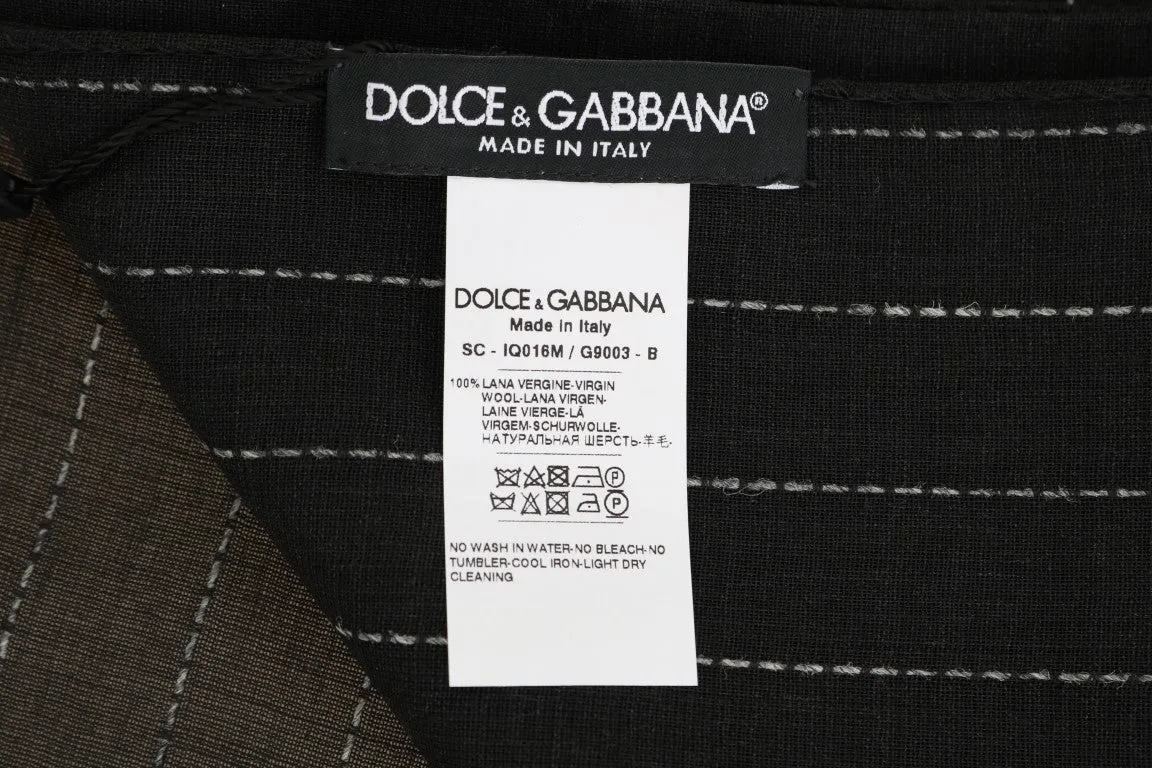 DOLCE & GABBANA®
MADE IN ITALY
DOLCE & GABBANA
Made in Italy
SC - IQ016M / G9003 - B
100% LANA VERGINE-VIRGIN
WOOL-LANA VIRGEN-
LAINE VIERGE-LÃ
VIRGEM-SCHURWOLLE-
НАТУРАЛЬНАЯ ШЕРСТЬ-羊毛-
P
P
NO WASH IN WATER-NO BLEACH-NO
TUMBLER-COOL IRON-LIGHT DRY
CLEANING